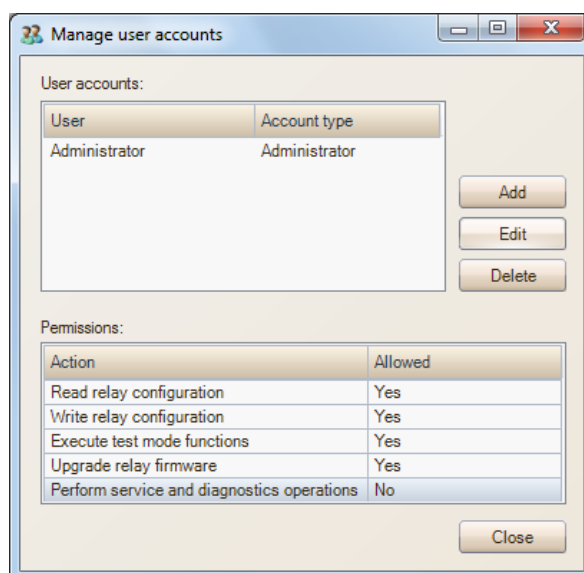 Manage user accounts
User accounts:
User Account type
Administrator Administrator
Add
Edit
Delete
Permissions:
Action Allowed
Read relay configuration Yes
Write relay configuration Yes
Execute test mode functions Yes
Upgrade relay firmware Yes
Perform service and diagnostics operations No
Close